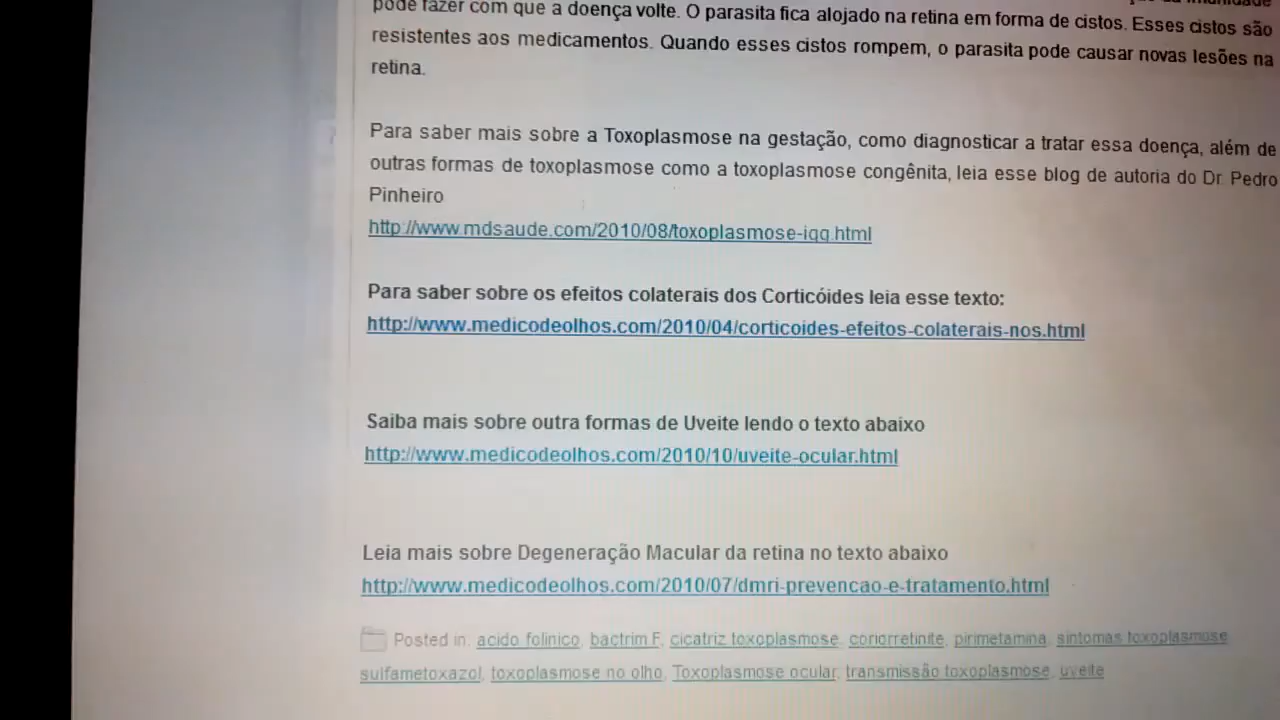 pode fazer com que a doença volte. O parasita fica alojado na retina em forma de cistos. Esses cistos são
resistentes aos medicamentos. Quando esses cistos rompem, o parasita pode causar novas lesões na
retina.
Para saber mais sobre a Toxoplasmose na gestação, como diagnosticar a tratar essa doença, além de
outras formas de toxoplasmose como a toxoplasmose congênita, leia esse blog de autoria do Dr. Pedro
Pinheiro
http://www.mdsaude.com/2010/08/toxoplasmose-igg.html
Para saber sobre os efeitos colaterais dos Corticóides leia esse texto:
http://www.medicodeolhos.com/2010/04/corticoides-efeitos-colaterais-nos.html
Saiba mais sobre outra formas de Uveite lendo o texto abaixo
http://www.medicodeolhos.com/2010/10/uveite-ocular.html
Leia mais sobre Degeneração Macular da retina no texto abaixo
http://www.medicodeolhos.com/2010/07/dmri-prevencao-e-tratamento.html
Posted in: acido folinico, bactrim F, cicatriz toxoplasmose, coriorretinite, pirimetamina, sintomas toxoplasmose
sulfametoxazol, toxoplasmose no olho, Toxoplasmose ocular, transmissão toxoplasmose, uveite